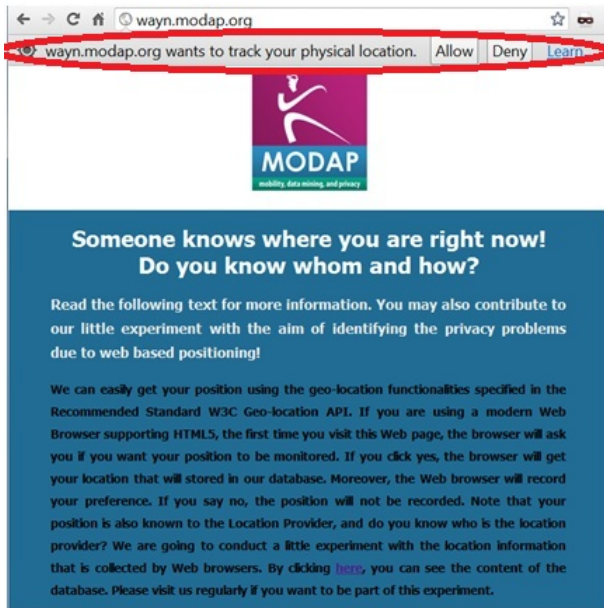 wayn.modap.org
wayn.modap.org wants to track your physical location. Allow Deny Learn
MODAP
mobility, data mining, and privacy
Someone knows where you are right now!
Do you know whom and how?
Read the following text for more information. You may also contribute to
our little experiment with the aim of identifying the privacy problems
due to web based positioning!
We can easily get your position using the geo-location functionalities specified in the
Recommended Standard W3C Geo-location API. If you are using a modern Web
Browser supporting HTML5, the first time you visit this Web page, the browser will ask
you if you want your position to be monitored. If you click yes, the browser will get
your location that will stored in our database. Moreover, the Web browser will record
your preference. If you say no, the position will not be recorded. Note that your
position is also known to the Location Provider, and do you know who is the location
provider? We are going to conduct a little experiment with the location information
that is collected by Web browsers. By clicking here, you can see the content of the
database. Please visit us regularly if you want to be part of this experiment.